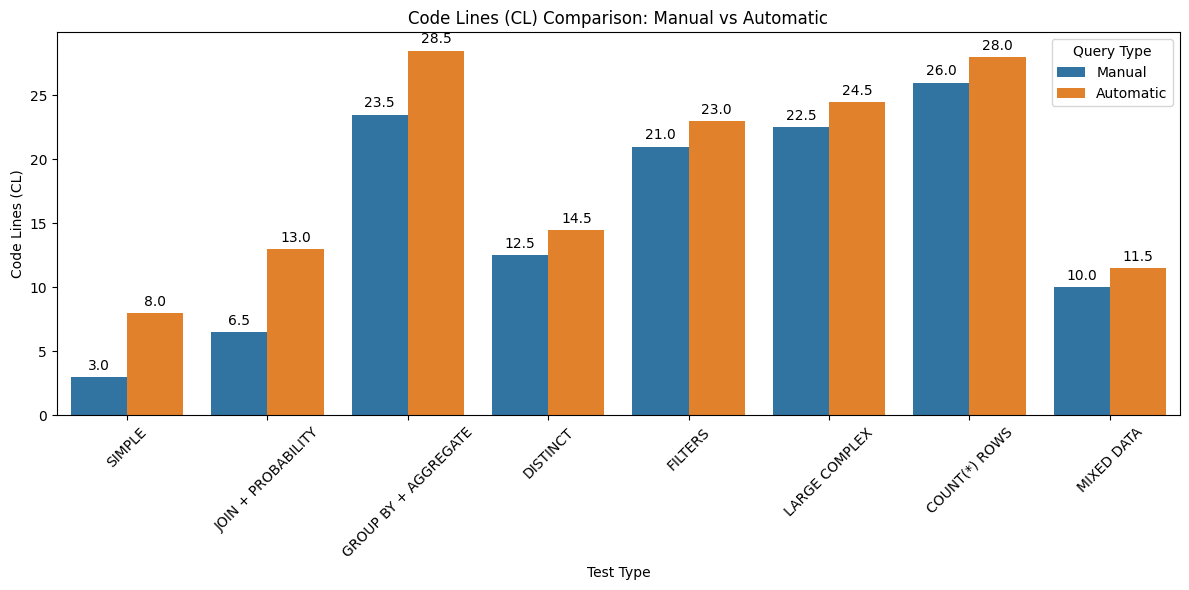 Code Lines (CL) Comparison: Manual vs Automatic
Query Type
Manual
Automatic
Code Lines (CL)
25
20
15
10
5
0
3.0
8.0
6.5
13.0
23.5
28.5
12.5
14.5
21.0
23.0
22.5
24.5
26.0
28.0
10.0
11.5
SIMPLE
JOIN + PROBABILITY
GROUP BY + AGGREGATE
DISTINCT
FILTERS
LARGE COMPLEX
COUNT(*) ROWS
MIXED DATA
Test Type